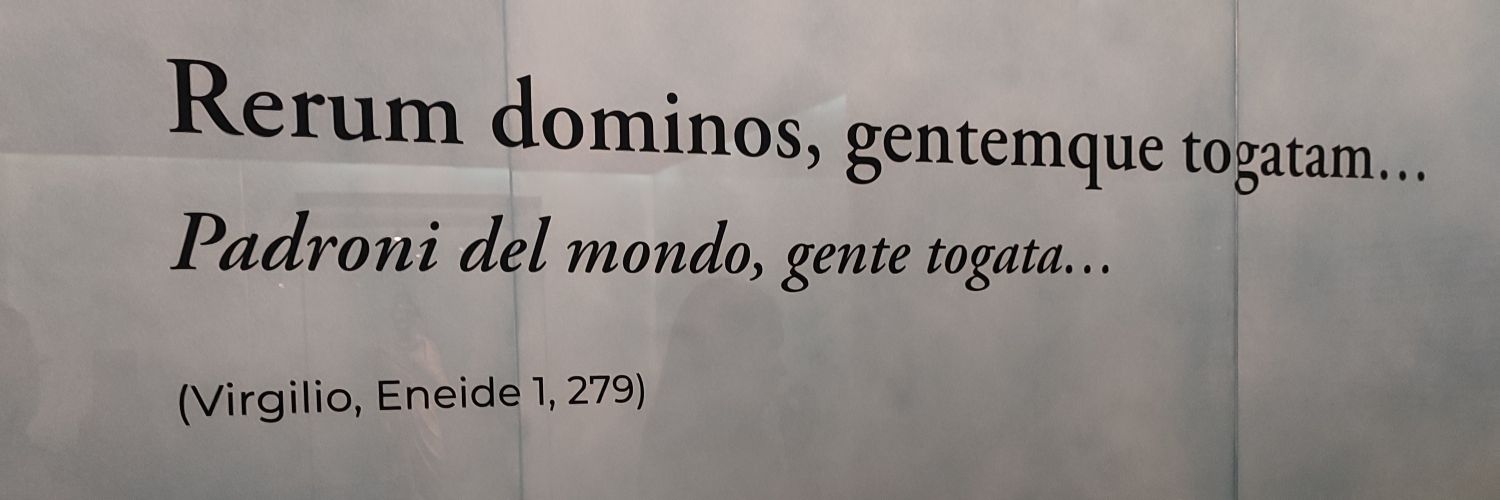 Rerum dominos, gentemque togatam...
Padroni del mondo, gente togata...
(Virgilio, Eneide 1, 279)